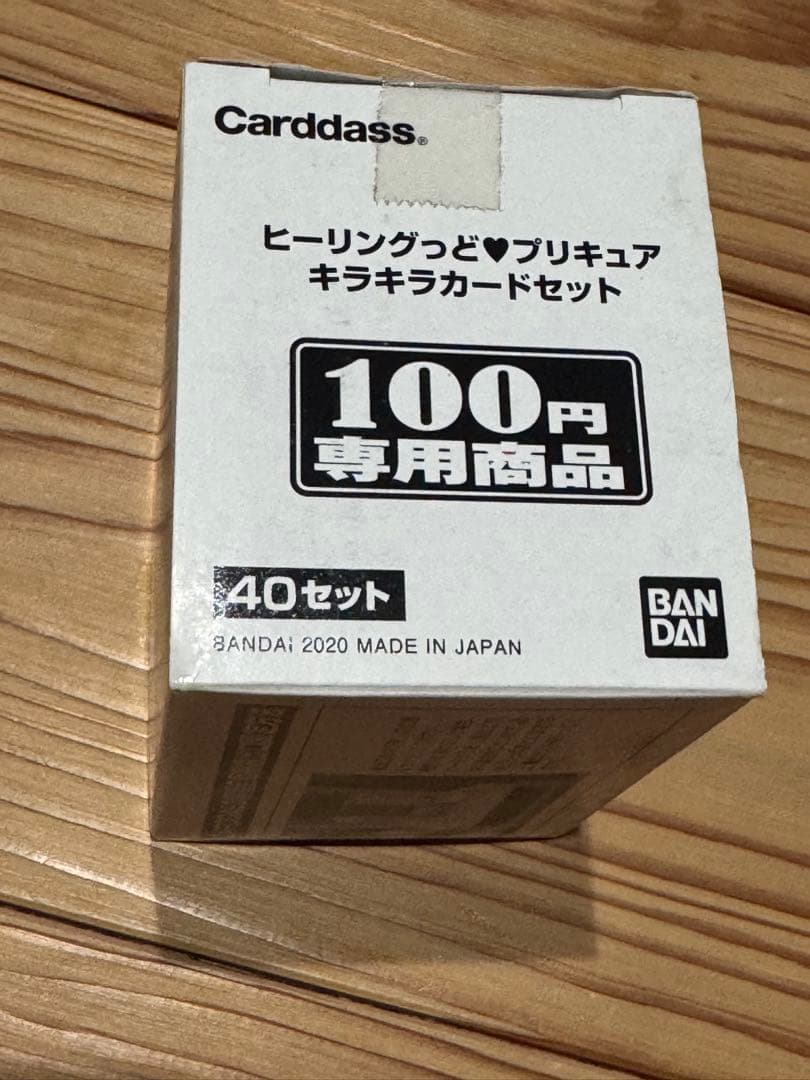 Carddass®
ヒーリングっど♥プリキュア
キラキラカードセット
100円
専用商品
40セット
BANDAI 2020 MADE IN JAPAN
BAN
DAI